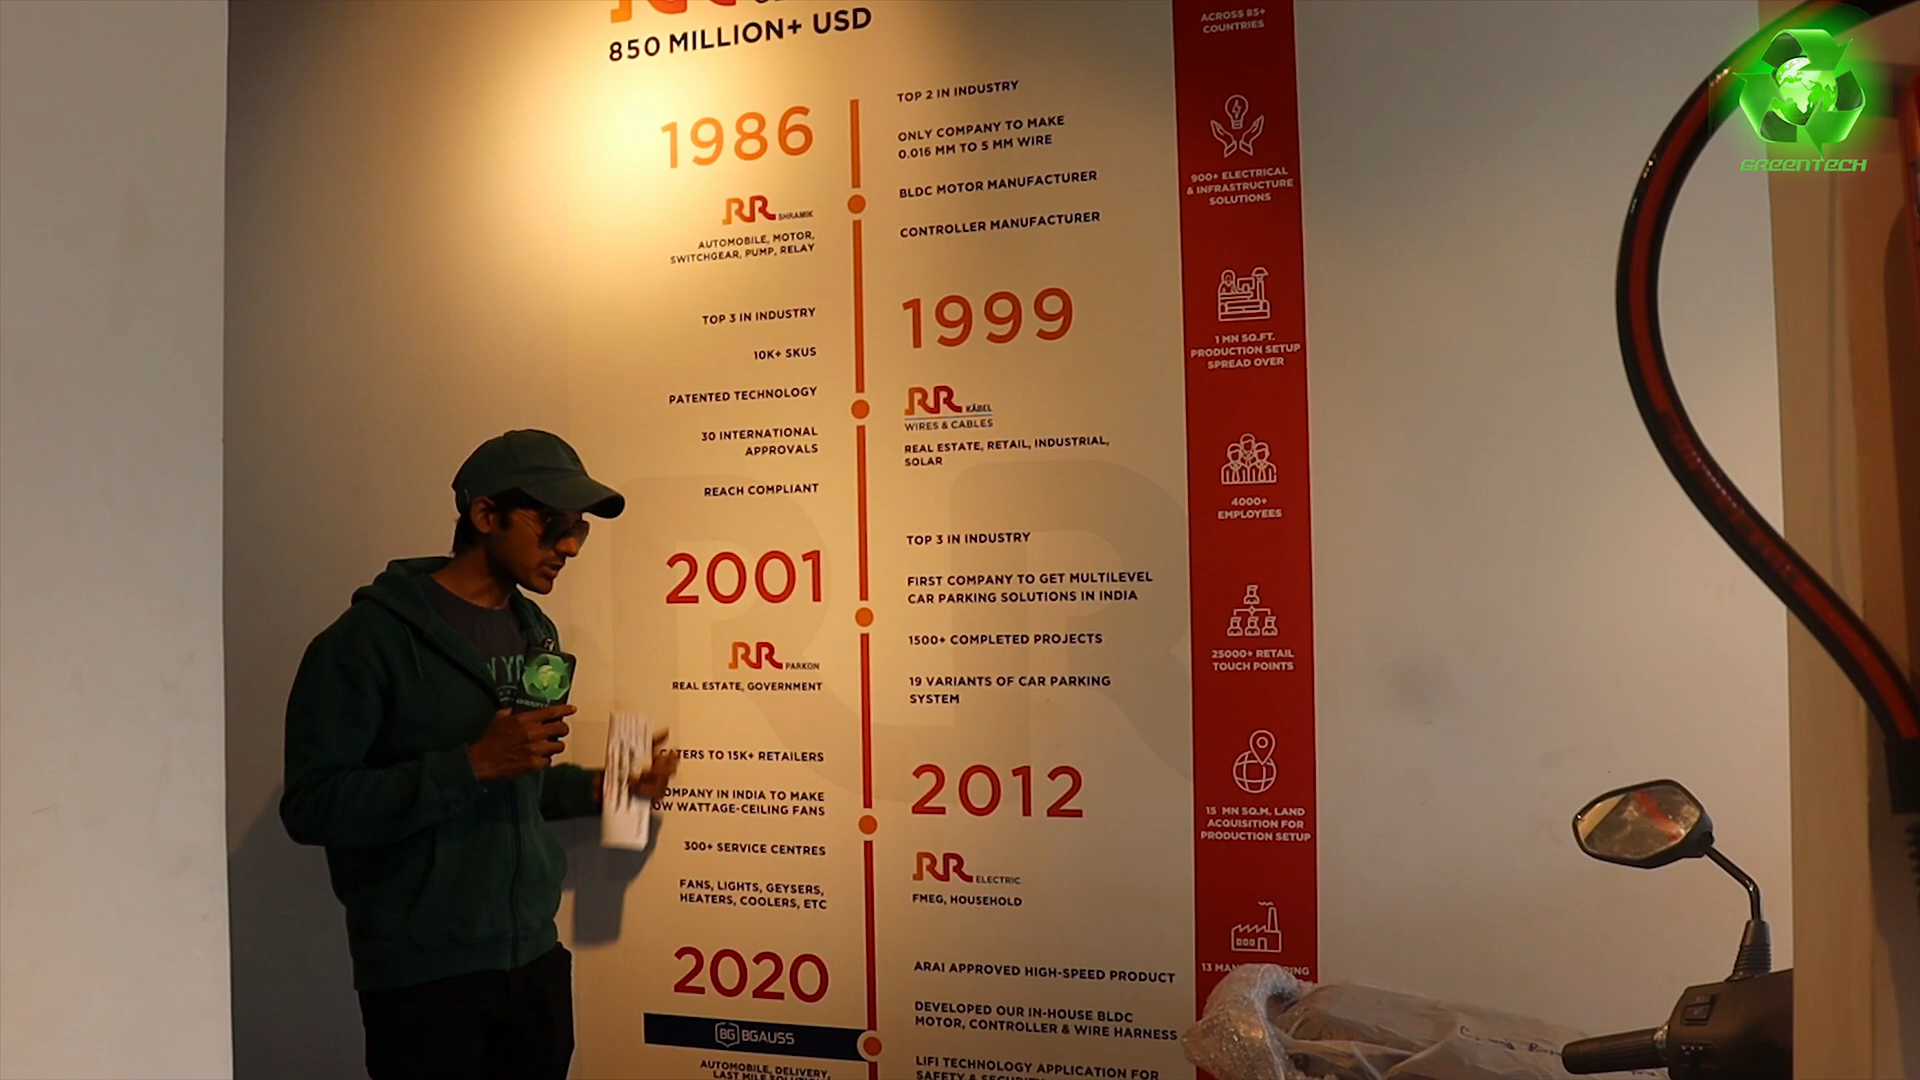 850 MILLION+ USD
1986
RR SHRAMIK
AUTOMOBILE, MOTOR,
SWITCHGEAR, PUMP, RELAY
TOP 2 IN INDUSTRY
ONLY COMPANY TO MAKE
0.016 MM TO 5 MM WIRE
BLDC MOTOR MANUFACTURER
CONTROLLER MANUFACTURER
TOP 3 IN INDUSTRY
10K+ SKUS
PATENTED TECHNOLOGY
30 INTERNATIONAL
APPROVALS
REACH COMPLIANT
1999
RR KABEL
WIRES & CABLES
REAL ESTATE, RETAIL, INDUSTRIAL,
SOLAR
2001
RR PARKON
REAL ESTATE, GOVERNMENT
TOP 3 IN INDUSTRY
FIRST COMPANY TO GET MULTILEVEL
CAR PARKING SOLUTIONS IN INDIA
1500+ COMPLETED PROJECTS
19 VARIANTS OF CAR PARKING
SYSTEM
TO 15K+ RETAILERS
IN INDIA TO MAKE
WATTAGE-CEILING FANS
300+ SERVICE CENTRES
FANS, LIGHTS, GEYSERS,
HEATERS, COOLERS, ETC
2012
RR ELECTRIC
FMEG, HOUSEHOLD
2020
BG BGAUSS
AUTOMOBILE, DELIVERY,
LAST MILE
ARAI APPROVED HIGH-SPEED PRODUCT
DEVELOPED OUR IN-HOUSE BLDC
MOTOR, CONTROLLER & WIRE HARNESS
LIFI TECHNOLOGY APPLICATION FOR
SAFETY &
ACROSS 85+
COUNTRIES
900+ ELECTRICAL
& INFRASTRUCTURE
SOLUTIONS
1 MN SQ.FT.
PRODUCTION SETUP
SPREAD OVER
4000+
EMPLOYEES
25000+ RETAIL
TOUCH POINTS
15 MN SQ.M. LAND
ACQUISITION FOR
PRODUCTION SETUP
13
GREENTECH